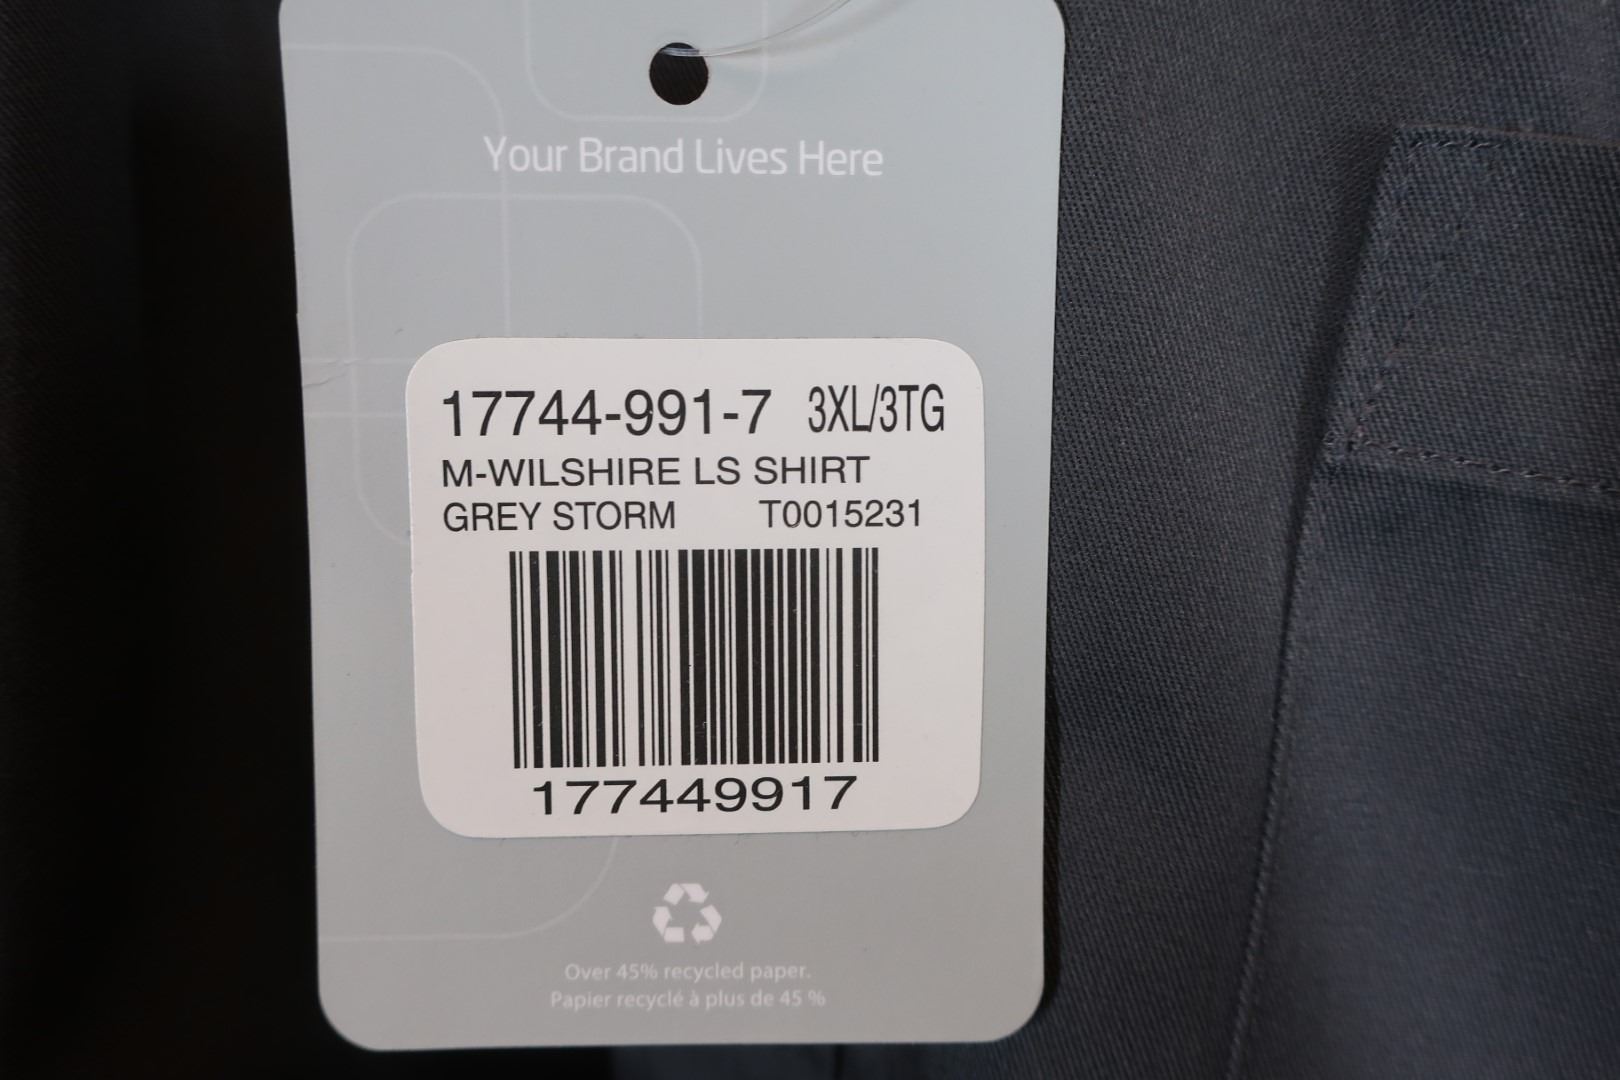 Your Brand Lives Here
17744-991-7 3XL/3TG
M-WILSHIRE LS SHIRT
GREY STORM T0015231
177449917
Over 45% recycled paper.
Papier recyclé à plus de 45 %